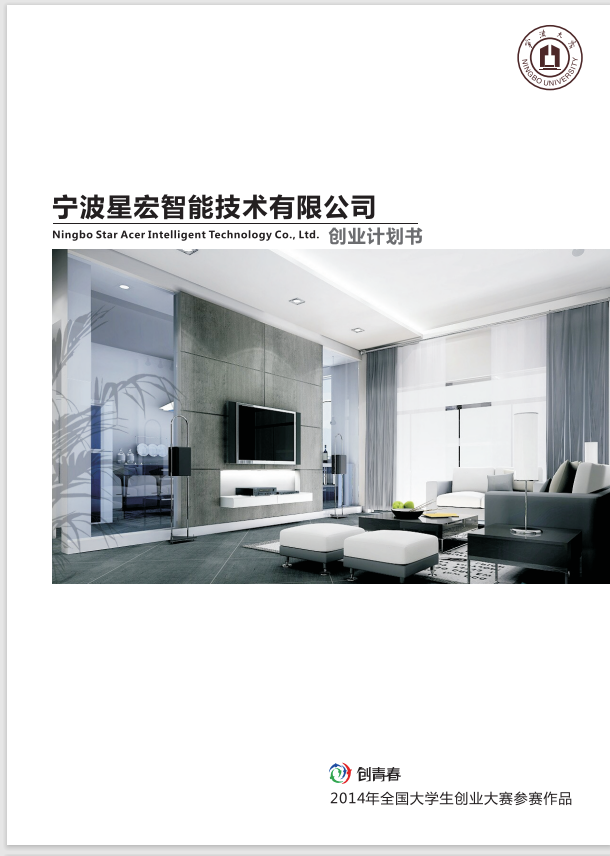 宁波大学
NINGBO UNIVERSITY
宁波星宏智能技术有限公司
Ningbo Star Acer Intelligent Technology Co., Ltd. 创业计划书
创青春
2014年全国大学生创业大赛参赛作品